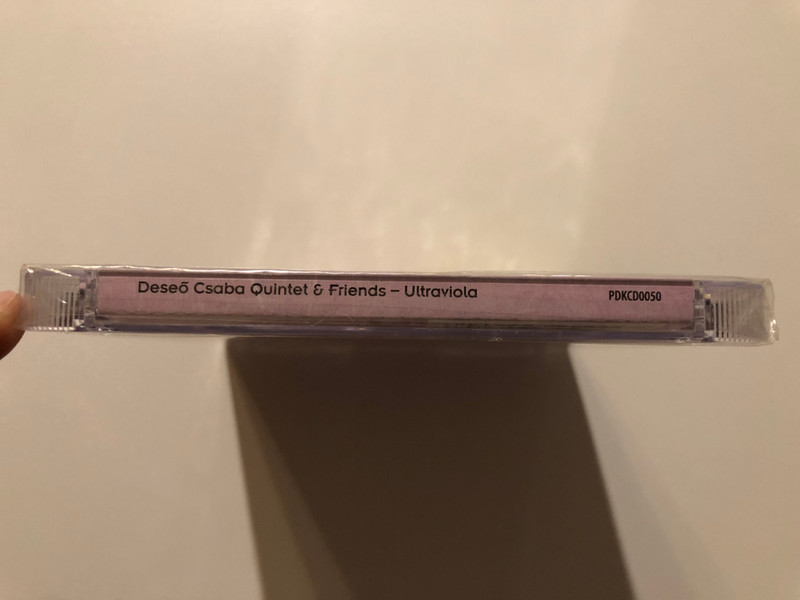 Deseő Csaba Quintet & Friends – Ultraviola PDKCD0050